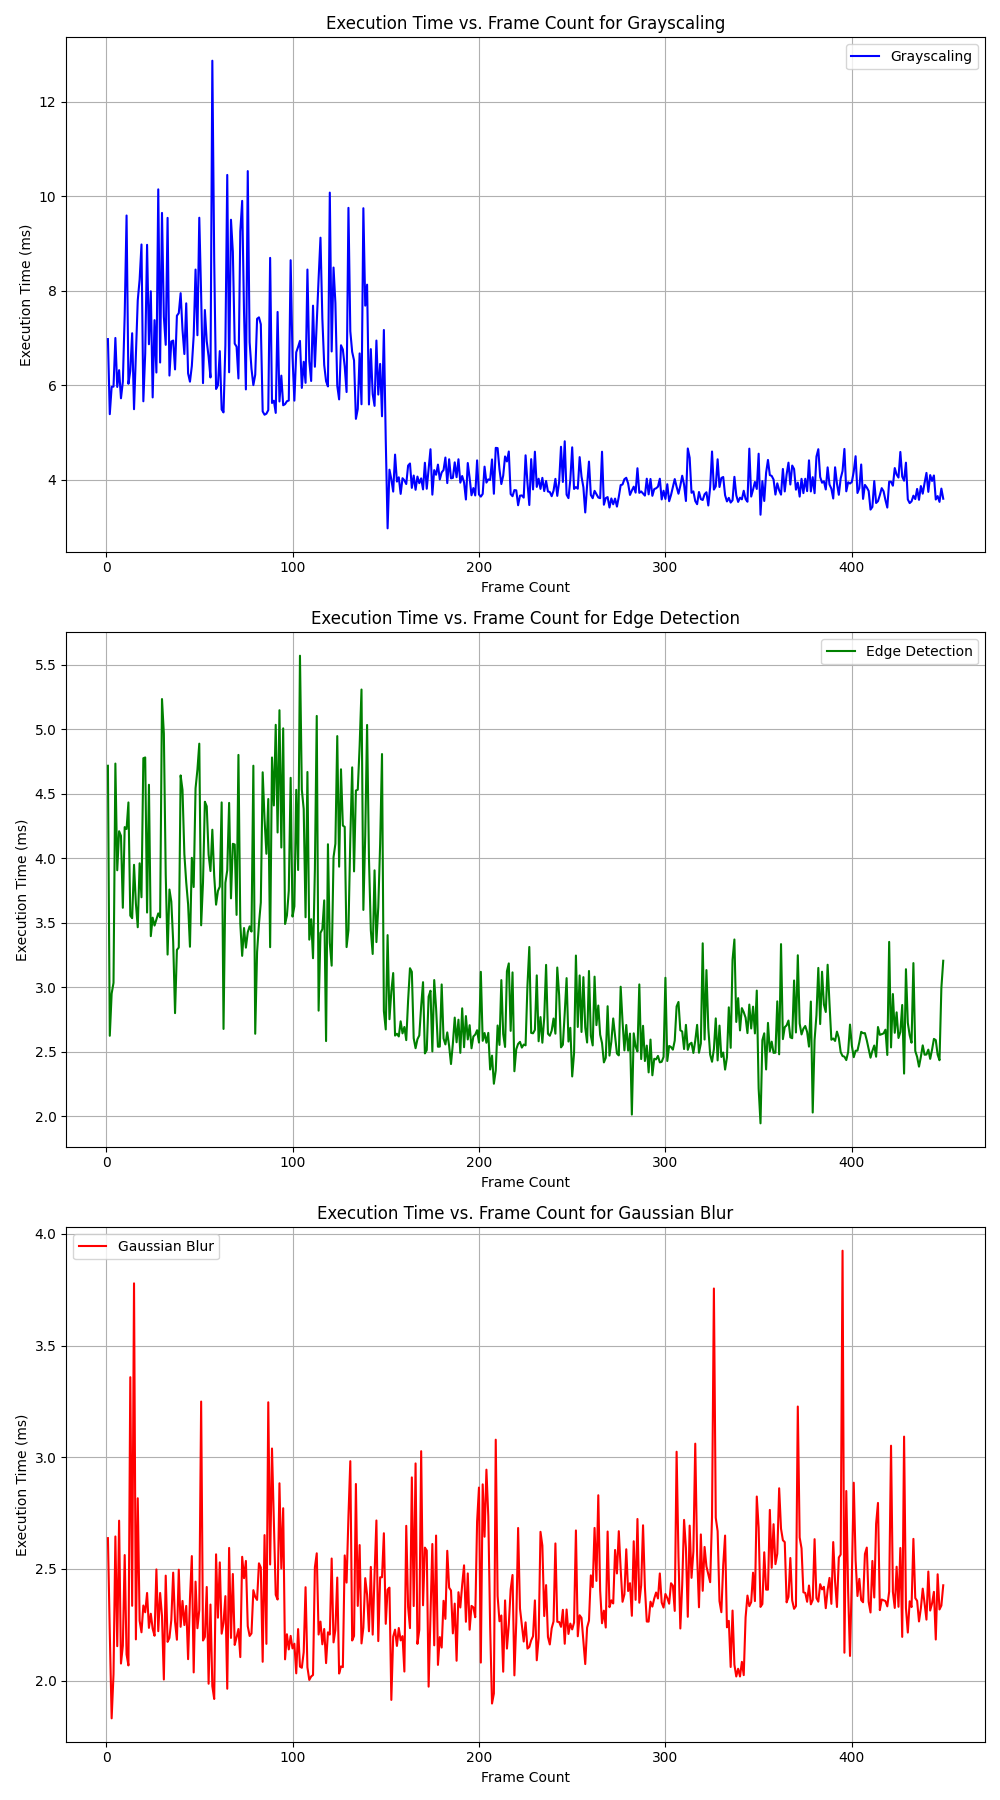 Execution Time vs. Frame Count for Grayscaling
Grayscaling
12
10
8
6
4
Execution Time (ms)
0 100 200 300 400
Frame Count
Execution Time vs. Frame Count for Edge Detection
Edge Detection
5.5
5.0
4.5
4.0
3.5
3.0
2.5
2.0
Execution Time (ms)
0 100 200 300 400
Frame Count
Execution Time vs. Frame Count for Gaussian Blur
Gaussian Blur
4.0
3.5
3.0
2.5
2.0
Execution Time (ms)
0 100 200 300 400
Frame Count